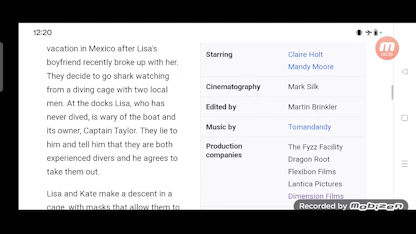 12:20
vacation in Mexico after Lisa's
boyfriend recently broke up with her.
They decide to go shark watching
from a diving cage with two local
men. At the docks Lisa, who has
never dived, is wary of the boat and
its owner, Captain Taylor. They lie to
him and tell him that they are both
experienced divers and he agrees to
take them out.
Lisa and Kate make a descent in a
cage, with masks that allow them to
Starring
Claire Holt
Mandy Moore
Cinematography
Mark Silk
Edited by
Martin Brinkler
Music by
Tomandandy
Production
companies
The Fyzz Facility
Dragon Root
Flexibon Films
Lantica Pictures
Dimension Films
Recorded by Mobizen